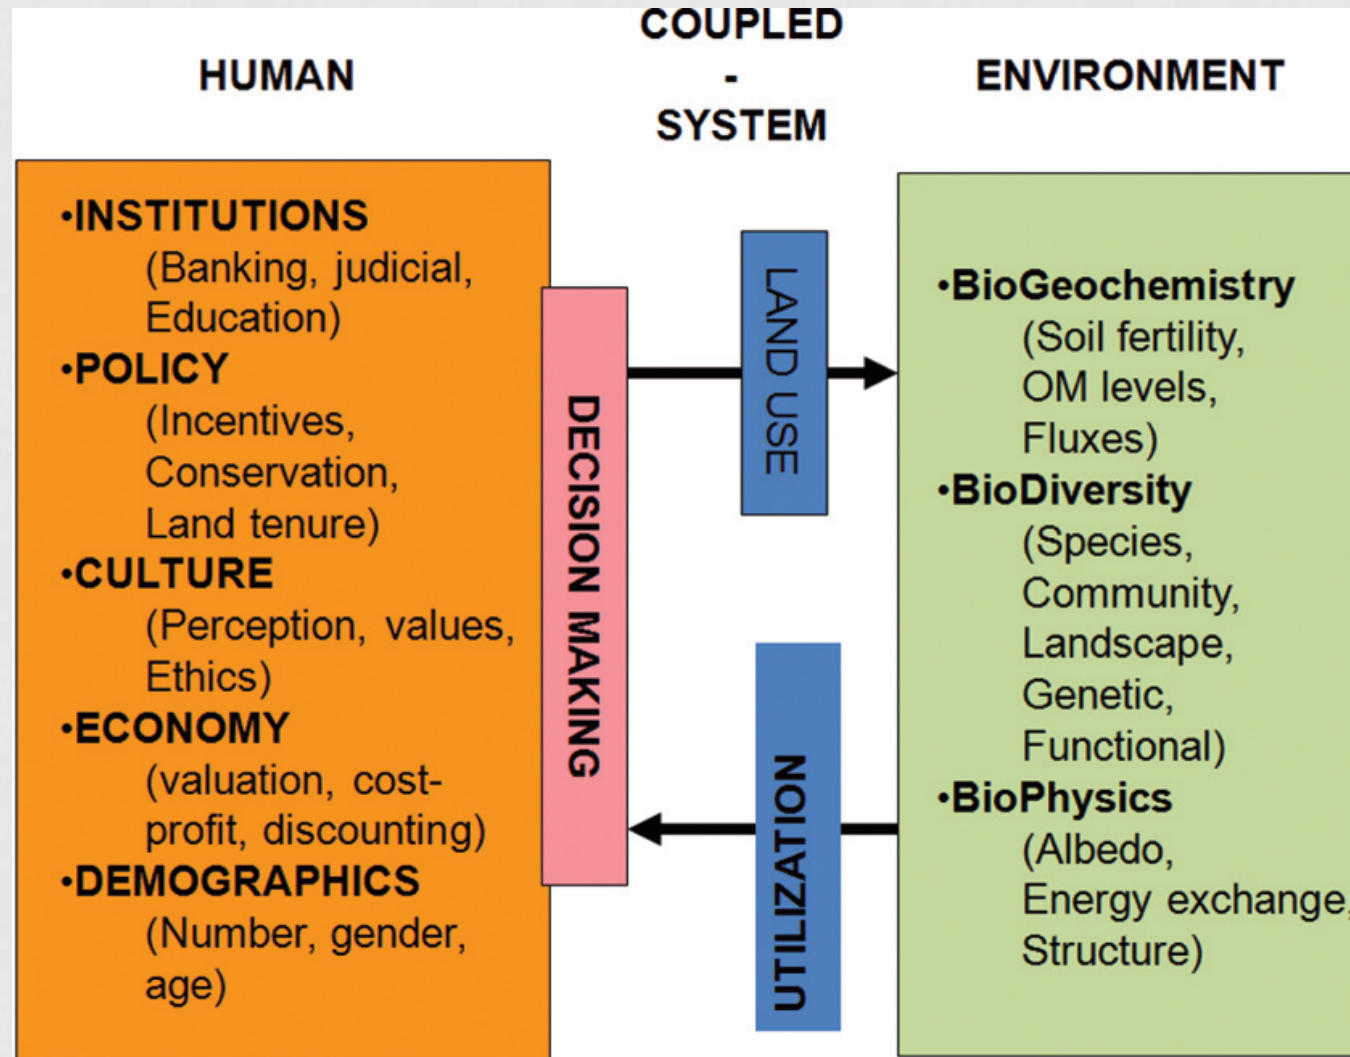 HUMAN
COUPLED
-
SYSTEM
ENVIRONMENT
•INSTITUTIONS
(Banking, judicial,
Education)
•POLICY
(Incentives,
Conservation,
Land tenure)
•CULTURE
(Perception, values,
Ethics)
•ECONOMY
(valuation, cost-
profit, discounting)
•DEMOGRAPHICS
(Number, gender,
age)
DECISION MAKING
LAND USE
UTILIZATION
•BioGeochemistry
(Soil fertility,
OM levels,
Fluxes)
•BioDiversity
(Species,
Community,
Landscape,
Genetic,
Functional)
•BioPhysics
(Albedo,
Energy exchange,
Structure)